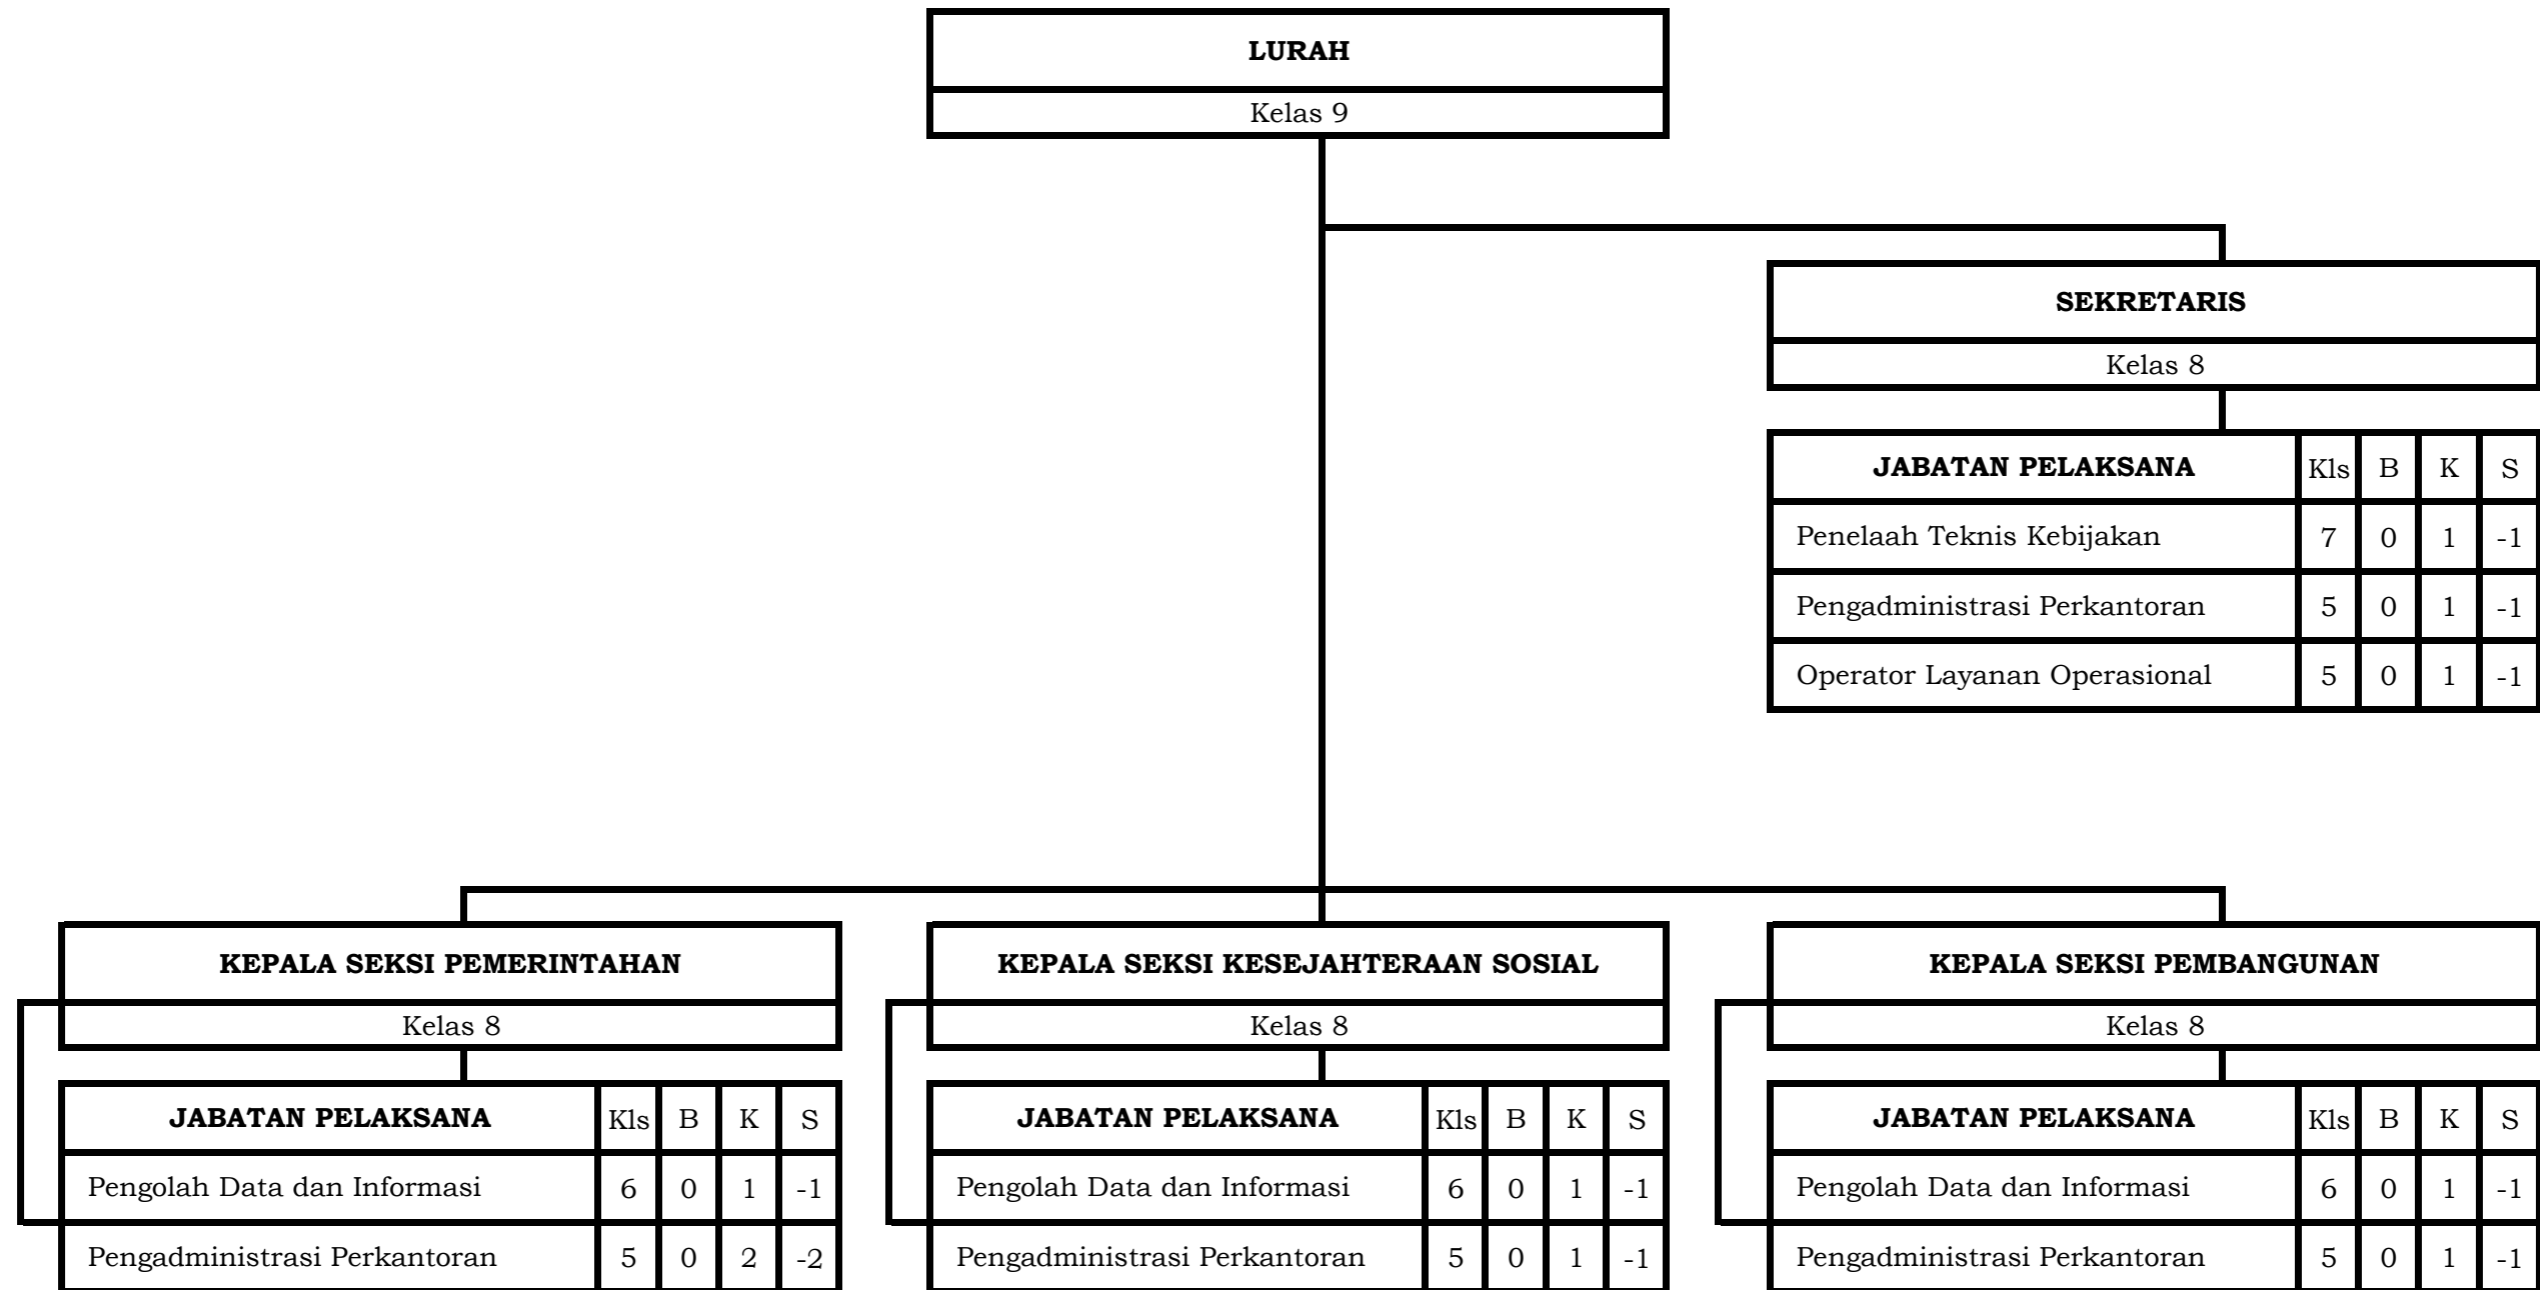 LURAH
Kelas 9
SEKRETARIS
Kelas 8
JABATAN PELAKSANA Kls B K S
Penelaah Teknis Kebijakan 7 0 1 -1
Pengadministrasi Perkantoran 5 0 1 -1
Operator Layanan Operasional 5 0 1 -1
KEPALA SEKSI PEMERINTAHAN
Kelas 8
JABATAN PELAKSANA Kls B K S
Pengolah Data dan Informasi 6 0 1 -1
Pengadministrasi Perkantoran 5 0 2 -2
KEPALA SEKSI KESEJAHTERAAN SOSIAL
Kelas 8
JABATAN PELAKSANA Kls B K S
Pengolah Data dan Informasi 6 0 1 -1
Pengadministrasi Perkantoran 5 0 1 -1
KEPALA SEKSI PEMBANGUNAN
Kelas 8
JABATAN PELAKSANA Kls B K S
Pengolah Data dan Informasi 6 0 1 -1
Pengadministrasi Perkantoran 5 0 1 -1